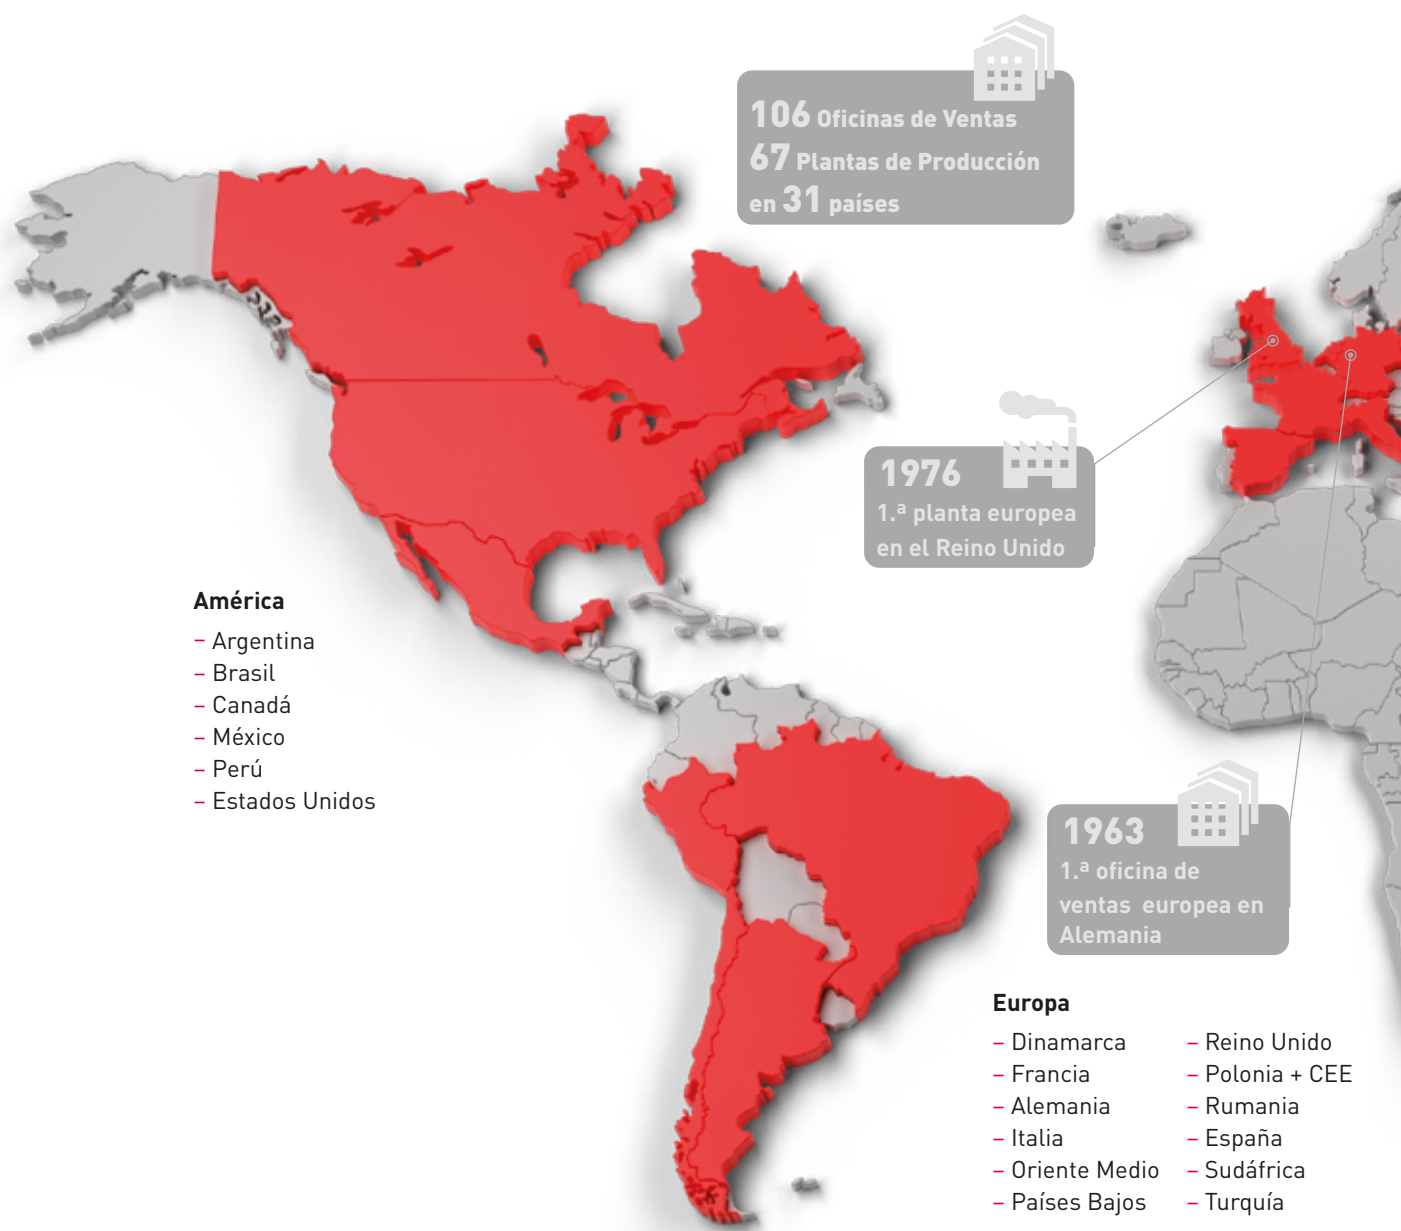 106 Oficinas de Ventas
67 Plantas de Producción
en 31 países
1976
1.ª planta europea
en el Reino Unido
América
– Argentina
– Brasil
– Canadá
– México
– Perú
– Estados Unidos
1963
1.ª oficina de
ventas europea en
Alemania
Europa
– Dinamarca
– Francia
– Alemania
– Italia
– Oriente Medio
– Países Bajos
– Reino Unido
– Polonia + CEE
– Rumania
– España
– Sudáfrica
– Turquía